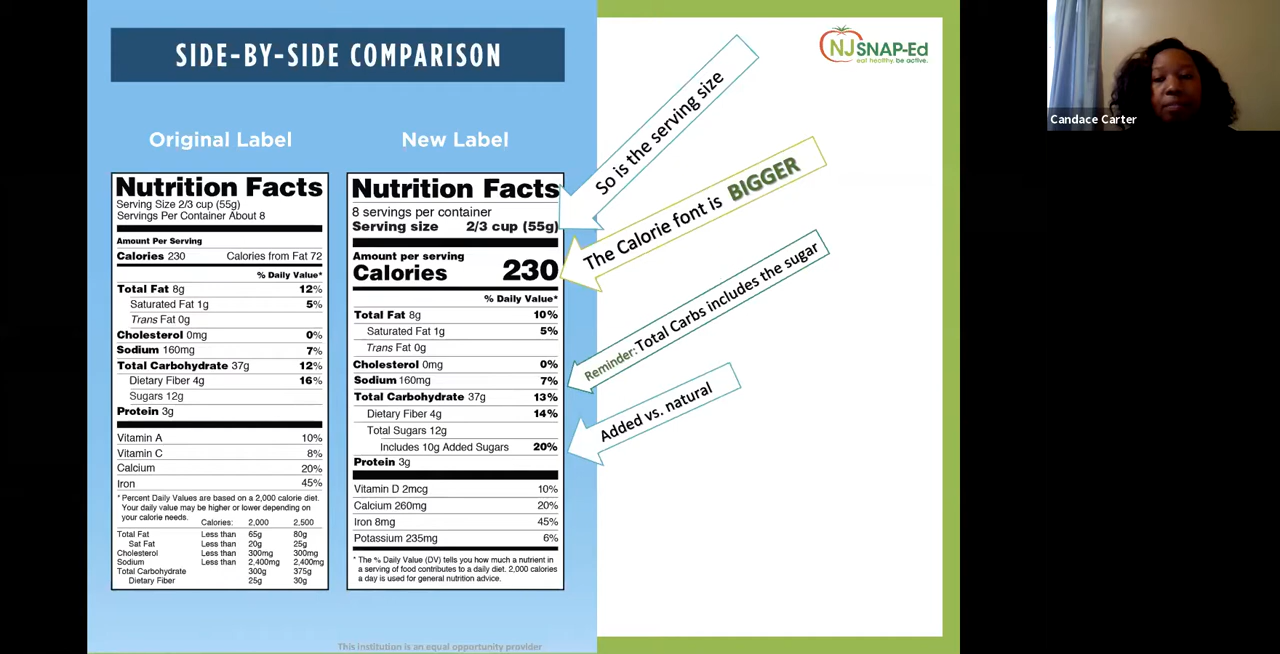 SIDE-BY-SIDE COMPARISON
Original Label
Nutrition Facts
Serving Size 2/3 cup (55g)
Servings Per Container About 8
Amount Per Serving
Calories 230 Calories from Fat 72
% Daily Value*
Total Fat 8g 12%
Saturated Fat 1g 5%
Trans Fat 0g
Cholesterol 0mg 0%
Sodium 160mg 7%
Total Carbohydrate 37g 12%
Dietary Fiber 4g 16%
Sugars 12g
Protein 3g
Vitamin A 10%
Vitamin C 8%
Calcium 20%
Iron 45%
* Percent Daily Values are based on a 2,000 calorie diet.
Your daily value may be higher or lower depending on
your calorie needs.
Calories: 2,000 2,500
Total Fat Less than 65g 80g
Sat Fat Less than 20g 25g
Cholesterol Less than 300mg 300mg
Sodium Less than 2,400mg 2,400mg
Total Carbohydrate 300g 375g
Dietary Fiber 25g 30g
New Label
Nutrition Facts
8 servings per container
Serving size 2/3 cup (55g)
Amount per serving
Calories 230
% Daily Value*
Total Fat 8g 10%
Saturated Fat 1g 5%
Trans Fat 0g
Cholesterol 0mg 0%
Sodium 160mg 7%
Total Carbohydrate 37g 13%
Dietary Fiber 4g 14%
Total Sugars 12g
Includes 10g Added Sugars 20%
Protein 3g
Vitamin D 2mcg 10%
Calcium 260mg 20%
Iron 8mg 45%
Potassium 235mg 6%
* The % Daily Value (DV) tells you how much a nutrient in
a serving of food contributes to a daily diet. 2,000 calories
a day is used for general nutrition advice.
So is the serving size
The Calorie font is BIGGER
Reminder: Total Carbs includes the sugar
Added vs. natural
NJ SNAP-Ed
eat healthy. be active.
This institution is an equal opportunity provider
Candace Carter